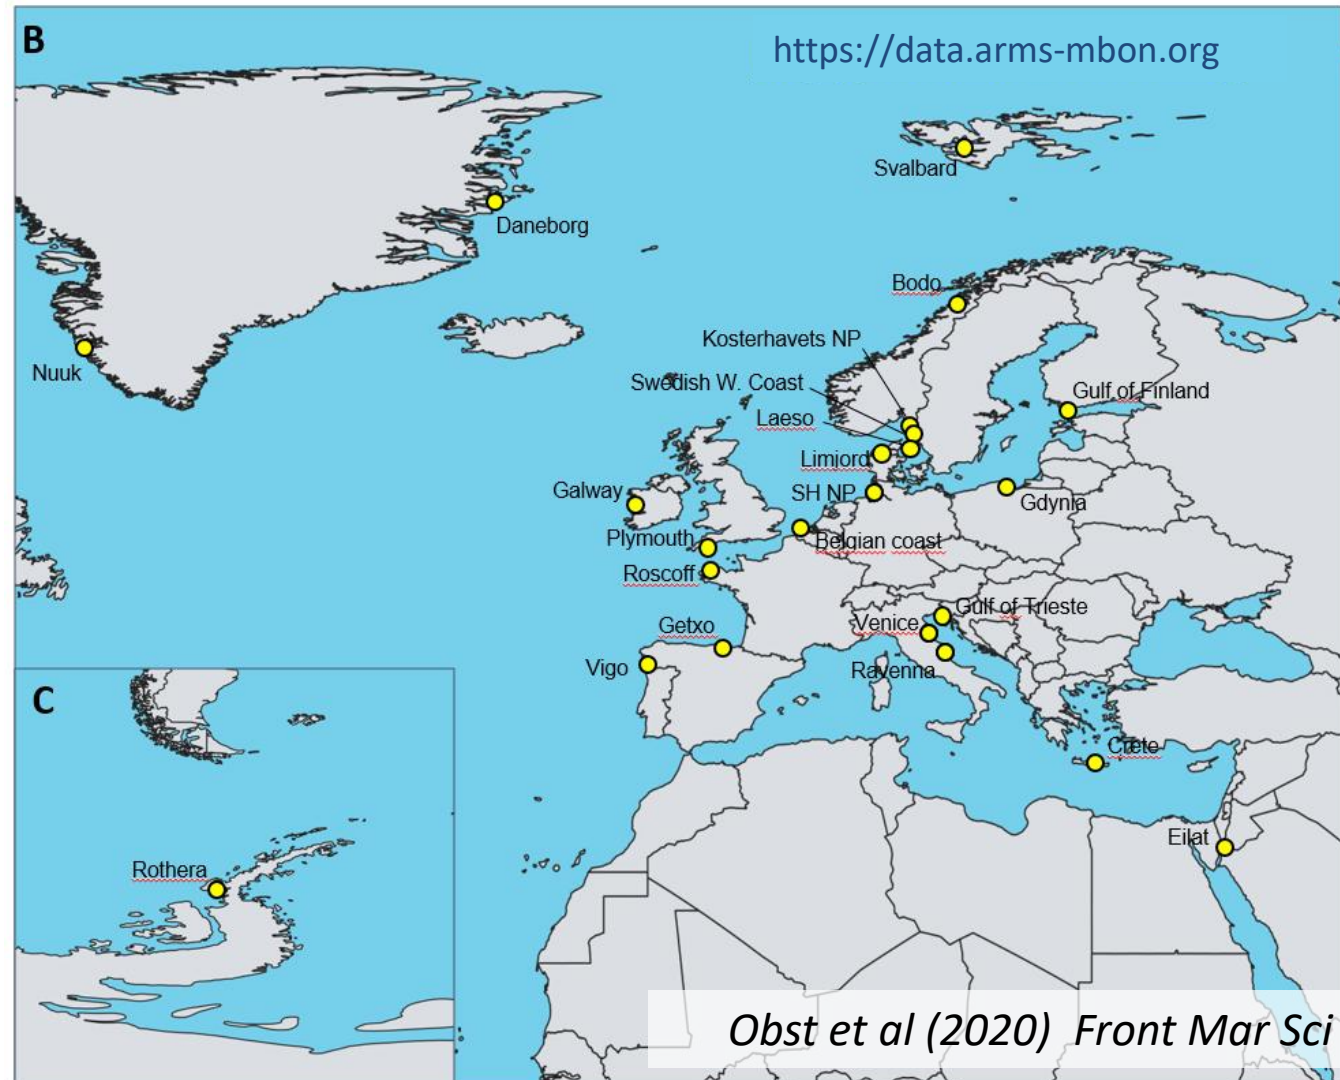 B
https://data.arms-mbon.org
Svalbard
Daneborg
Bodo
Kosterhavets NP
Nuuk
Swedish W. Coast
Gulf of Finland
Laeso
Limjord
Galway
SH NP
Gdynia
Plymouth
Belgian coast
Roscoff
Gulf of Trieste
Getxo
Venice
Vigo
Ravenna
C
Crete
Eilat
Rothera
Obst et al (2020) Front Mar Sci